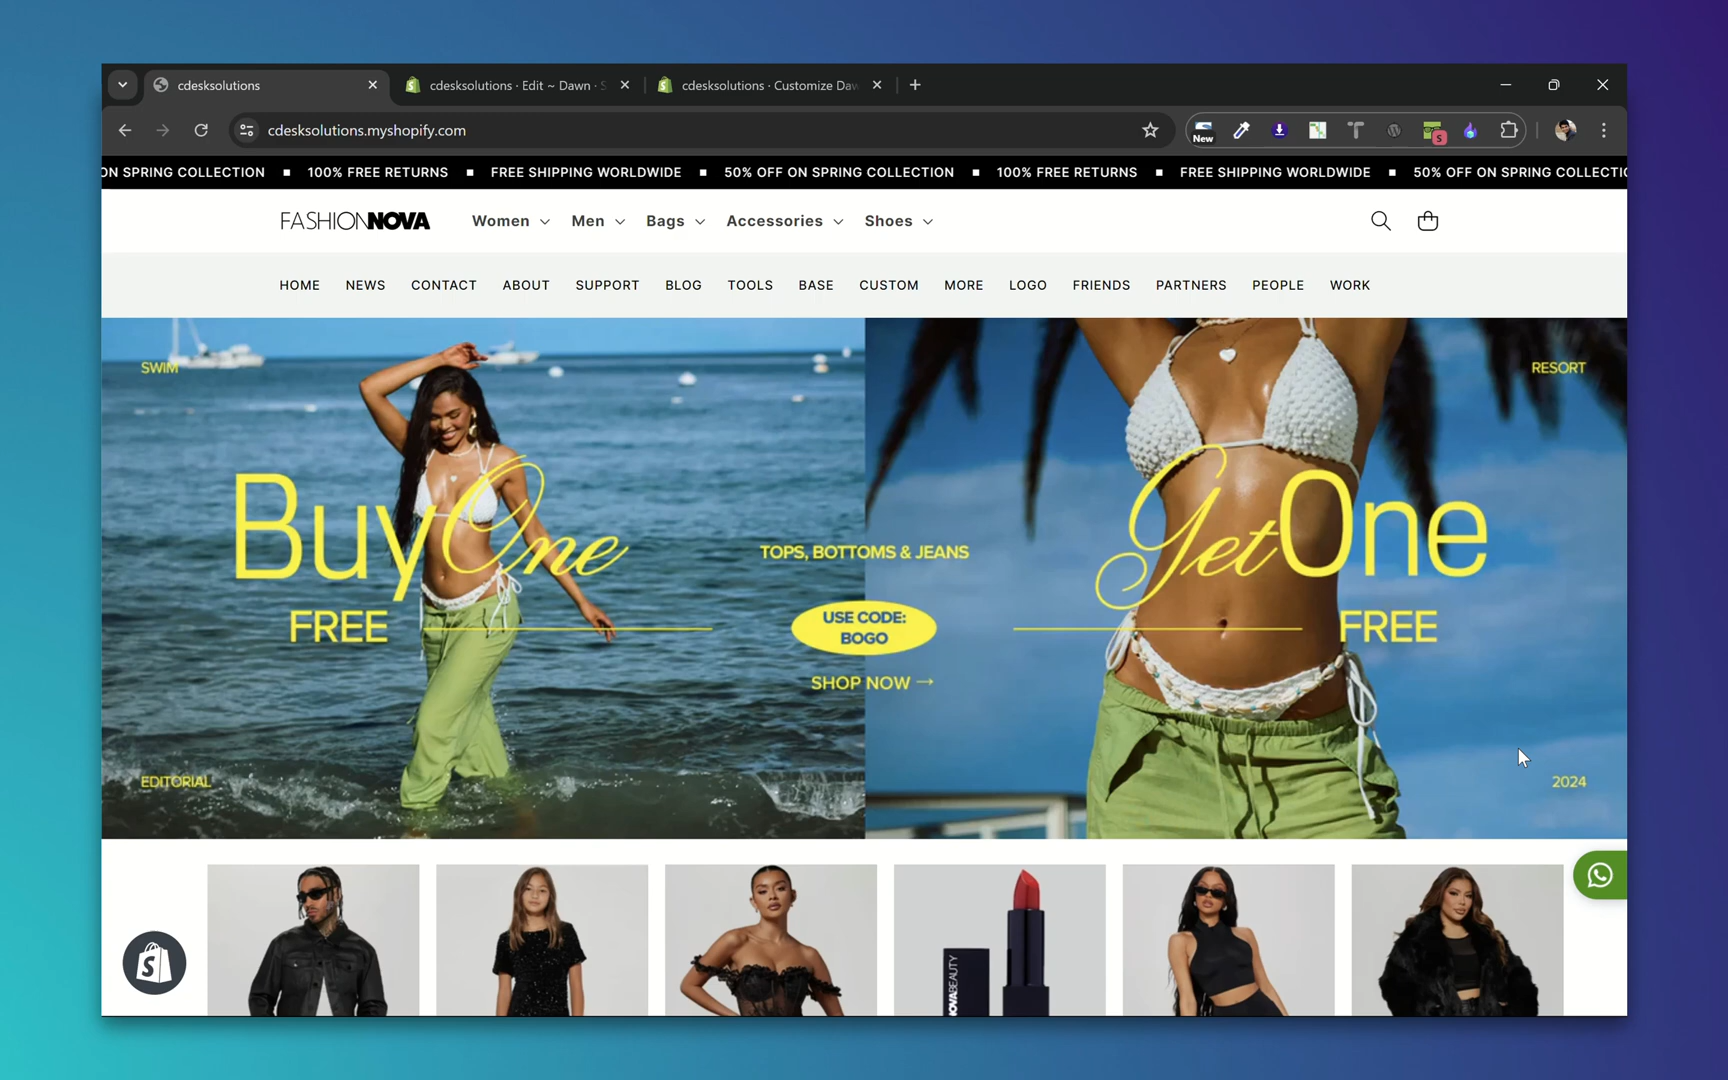 cdesksolutions
cdesksolutions · Edit ~ Dawn · S
cdesksolutions · Customize Daw
cdesksolutions.myshopify.com
New
S
ON SPRING COLLECTION ■ 100% FREE RETURNS ■ FREE SHIPPING WORLDWIDE ■ 50% OFF ON SPRING COLLECTION ■ 100% FREE RETURNS ■ FREE SHIPPING WORLDWIDE ■ 50% OFF ON SPRING COLLECTIO
FASHIONNOVA
Women Men Bags Accessories Shoes
HOME NEWS CONTACT ABOUT SUPPORT BLOG TOOLS BASE CUSTOM MORE LOGO FRIENDS PARTNERS PEOPLE WORK
SWIM
RESORT
Buy One
Get One
TOPS, BOTTOMS & JEANS
FREE
USE CODE:
BOGO
FREE
SHOP NOW →
EDITORIAL
2024
NOVABEAUTY